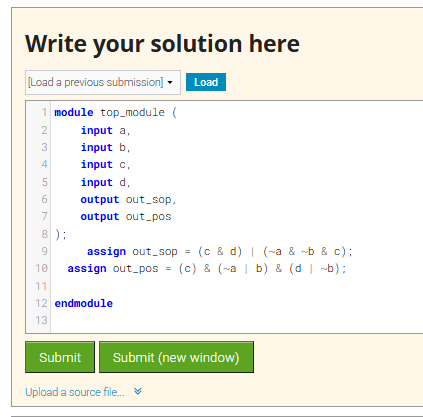 Write your solution here
[Load a previous submission] Load
1 module top_module (
2     input a,
3     input b,
4     input c,
5     input d,
6     output out_sop,
7     output out_pos
8 );
9      assign out_sop = (c & d) | (~a & ~b & c);
10   assign out_pos = (c) & (~a | b) & (d | ~b);
11
12 endmodule
13
Submit Submit (new window)
Upload a source file...